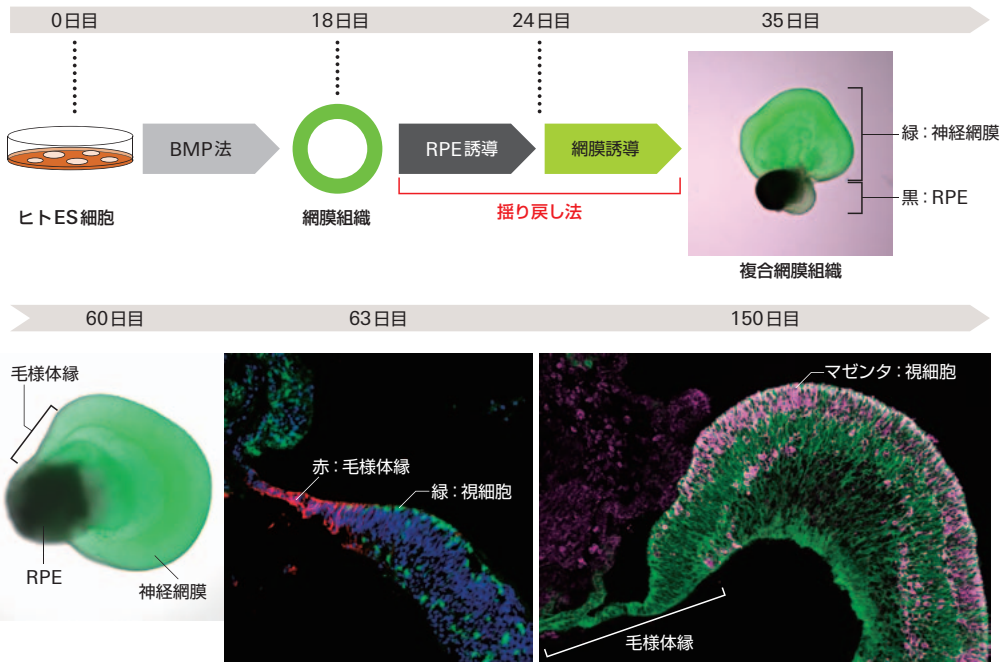 0日目
18日目
24日目
35日目
BMP法
RPE誘導
網膜誘導
緑：神経網膜
黒：RPE
ヒトES細胞
網膜組織
揺り戻し法
複合網膜組織
60日目
63日目
150日目
毛様体縁
RPE
神経網膜
赤：毛様体縁
緑：視細胞
マゼンタ：視細胞
毛様体縁